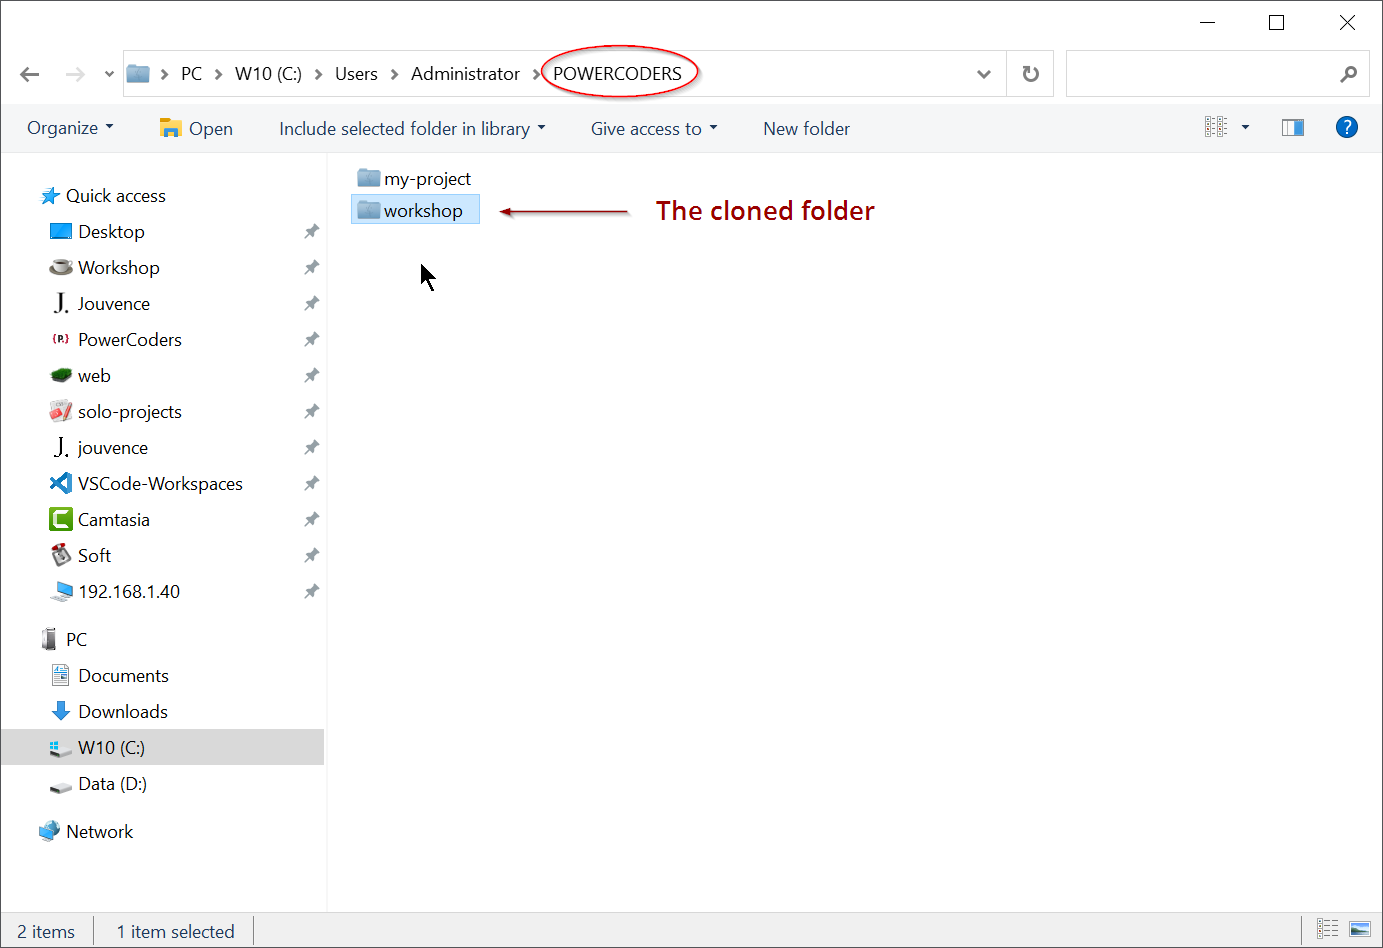 PC W10 (C:) Users Administrator POWERCODERS
Organize Open Include selected folder in library Give access to New folder ?
Quick access
Desktop
Workshop
J. Jouvence
{P.} PowerCoders
web
solo-projects
J. jouvence
VSCode-Workspaces
C Camtasia
Soft
192.168.1.40
PC
Documents
Downloads
W10 (C:)
Data (D:)
Network
my-project
workshop
The cloned folder
2 items 1 item selected